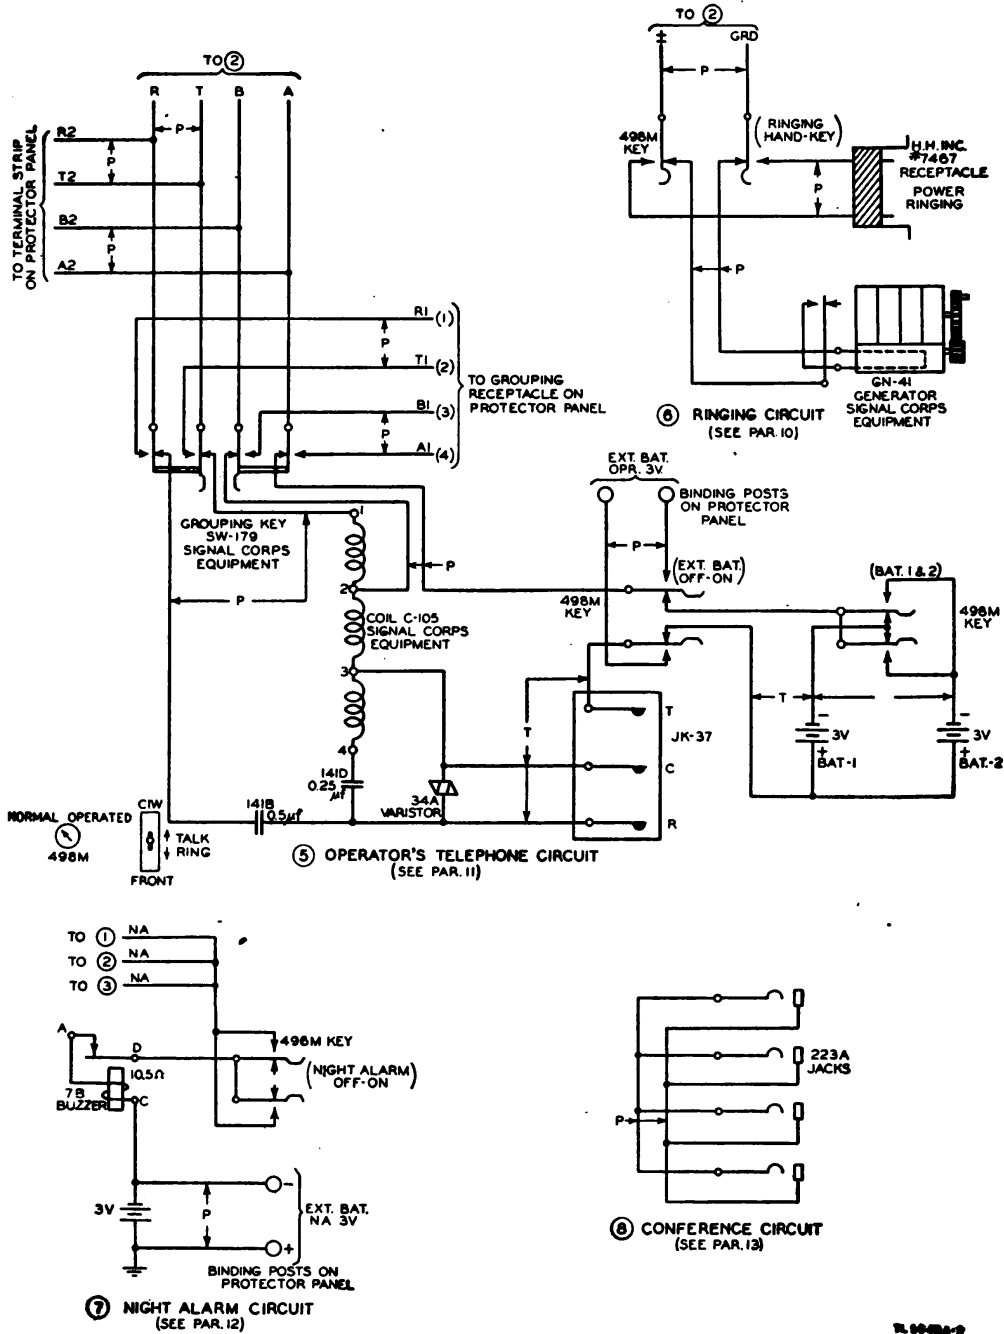 TO ②
R T B A
P
R2
P
T2
B2
P
A2
TO TERMINAL STRIP
ON PROTECTOR PANEL
R1 (1)
P
T1 (2)
B1 (3)
P
A1 (4)
TO GROUPING
RECEPTACLE ON
PROTECTOR PANEL
GROUPING KEY
SW-179
SIGNAL CORPS
EQUIPMENT
P
P
1
2
3
4
COIL C-105
SIGNAL CORPS
EQUIPMENT
141D
0.25
µf
34A
VARISTOR
141B
0.5µf
T
JK-37
T
C
R
EXT. BAT.
OPR. 3V.
BINDING POSTS
ON PROTECTOR
PANEL
P
(EXT. BAT.)
OFF-ON
498M
KEY
(BAT. 1 & 2)
498M
KEY
T
-
3V
+
BAT-1
-
3V
+
BAT.-2
NORMAL OPERATED
498M
CIW
TALK
RING
FRONT
⑤ OPERATOR'S TELEPHONE CIRCUIT
(SEE PAR. 11)
TO ②
±
GRD
P
498M
KEY
(RINGING
HAND-KEY)
H.H. INC.
#7467
RECEPTACLE
POWER
RINGING
P
P
GN-41
GENERATOR
SIGNAL CORPS
EQUIPMENT
⑥ RINGING CIRCUIT
(SEE PAR. 10)
TO ① NA
TO ② NA
TO ③ NA
498M KEY
(NIGHT ALARM)
OFF-ON
A
D
10.5Ω
7B
BUZZER
C
3V
P
-
+
EXT. BAT.
NA 3V
BINDING POSTS ON
PROTECTOR PANEL
⑦ NIGHT ALARM CIRCUIT
(SEE PAR. 12)
223A
JACKS
P
⑧ CONFERENCE CIRCUIT
(SEE PAR. 13)